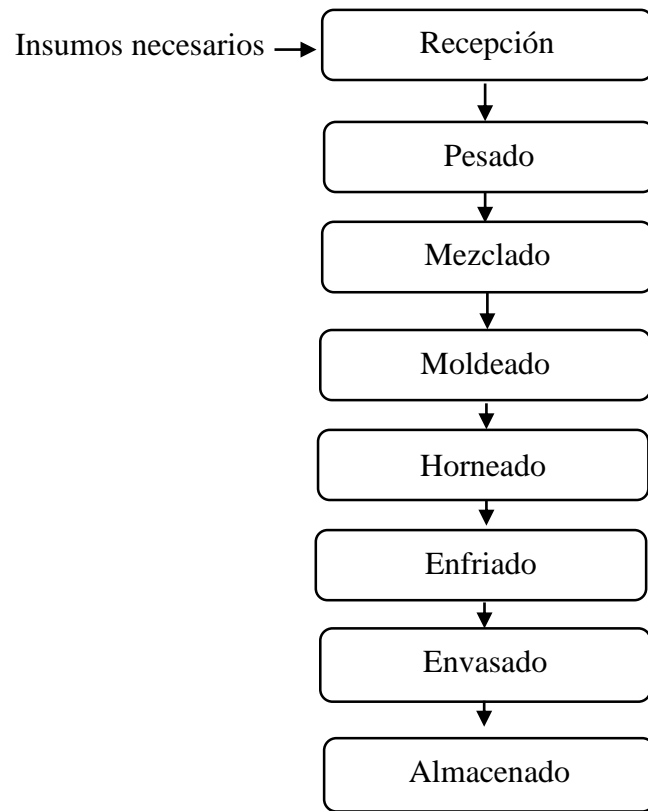 Insumos necesarios
Recepción
Pesado
Mezclado
Moldeado
Horneado
Enfriado
Envasado
Almacenado